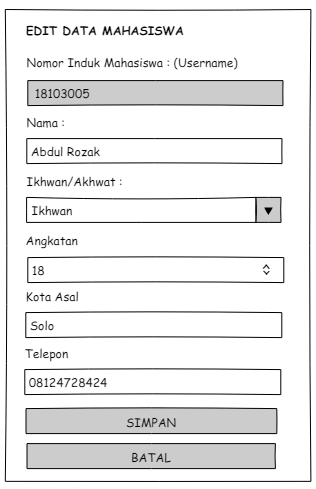 EDIT DATA MAHASISWA
Nomor Induk Mahasiswa : (Username)
18103005
Nama :
Abdul Rozak
Ikhwan/Akhwat :
Ikhwan
Angkatan
18
Kota Asal
Solo
Telepon
08124728424
SIMPAN
BATAL